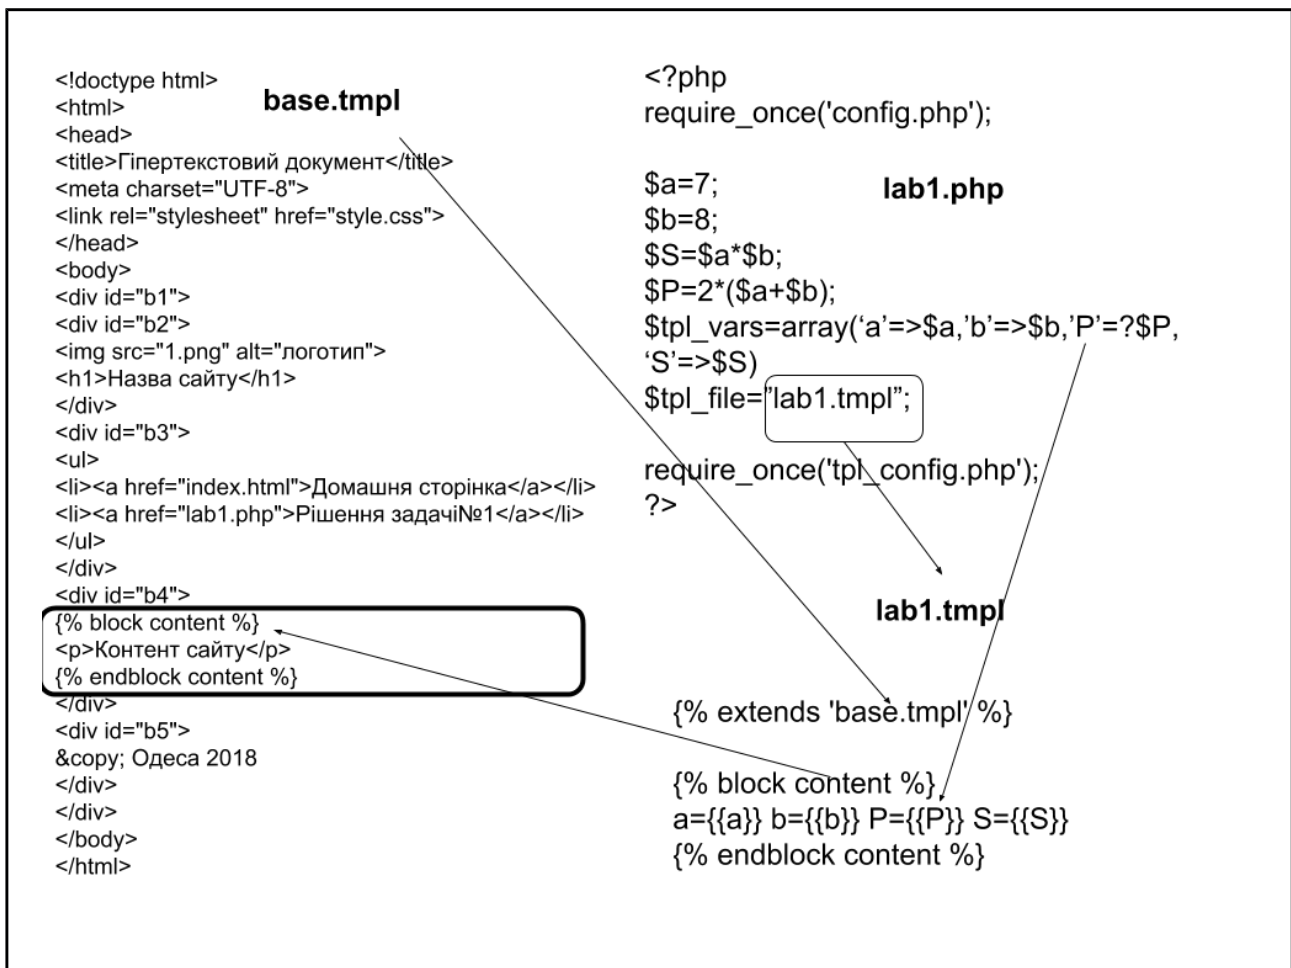 <!doctype html>
<html>
base.tmpl
<head>
<title>Гіпертекстовий документ</title>
<meta charset="UTF-8">
<link rel="stylesheet" href="style.css">
</head>
<body>
<div id="b1">
<div id="b2">
<img src="1.png" alt="логотип">
<h1>Назва сайту</h1>
</div>
<div id="b3">
<ul>
<li><a href="index.html">Домашня сторінка</a></li>
<li><a href="lab1.php">Рішення задачі№1</a></li>
</ul>
</div>
<div id="b4">
{% block content %}
<p>Контент сайту</p>
{% endblock content %}
</div>
<div id="b5">
&copy; Одеса 2018
</div>
</div>
</body>
</html>
<?php
require_once('config.php');
$a=7;
lab1.php
$b=8;
$S=$a*$b;
$P=2*($a+$b);
$tpl_vars=array(‘a’=>$a,’b’=>$b,’P’=?$P,
‘S’=>$S)
$tpl_file=”lab1.tmpl”;
require_once('tpl_config.php');
?>
lab1.tmpl
{% extends 'base.tmpl' %}
{% block content %}
a={{a}} b={{b}} P={{P}} S={{S}}
{% endblock content %}